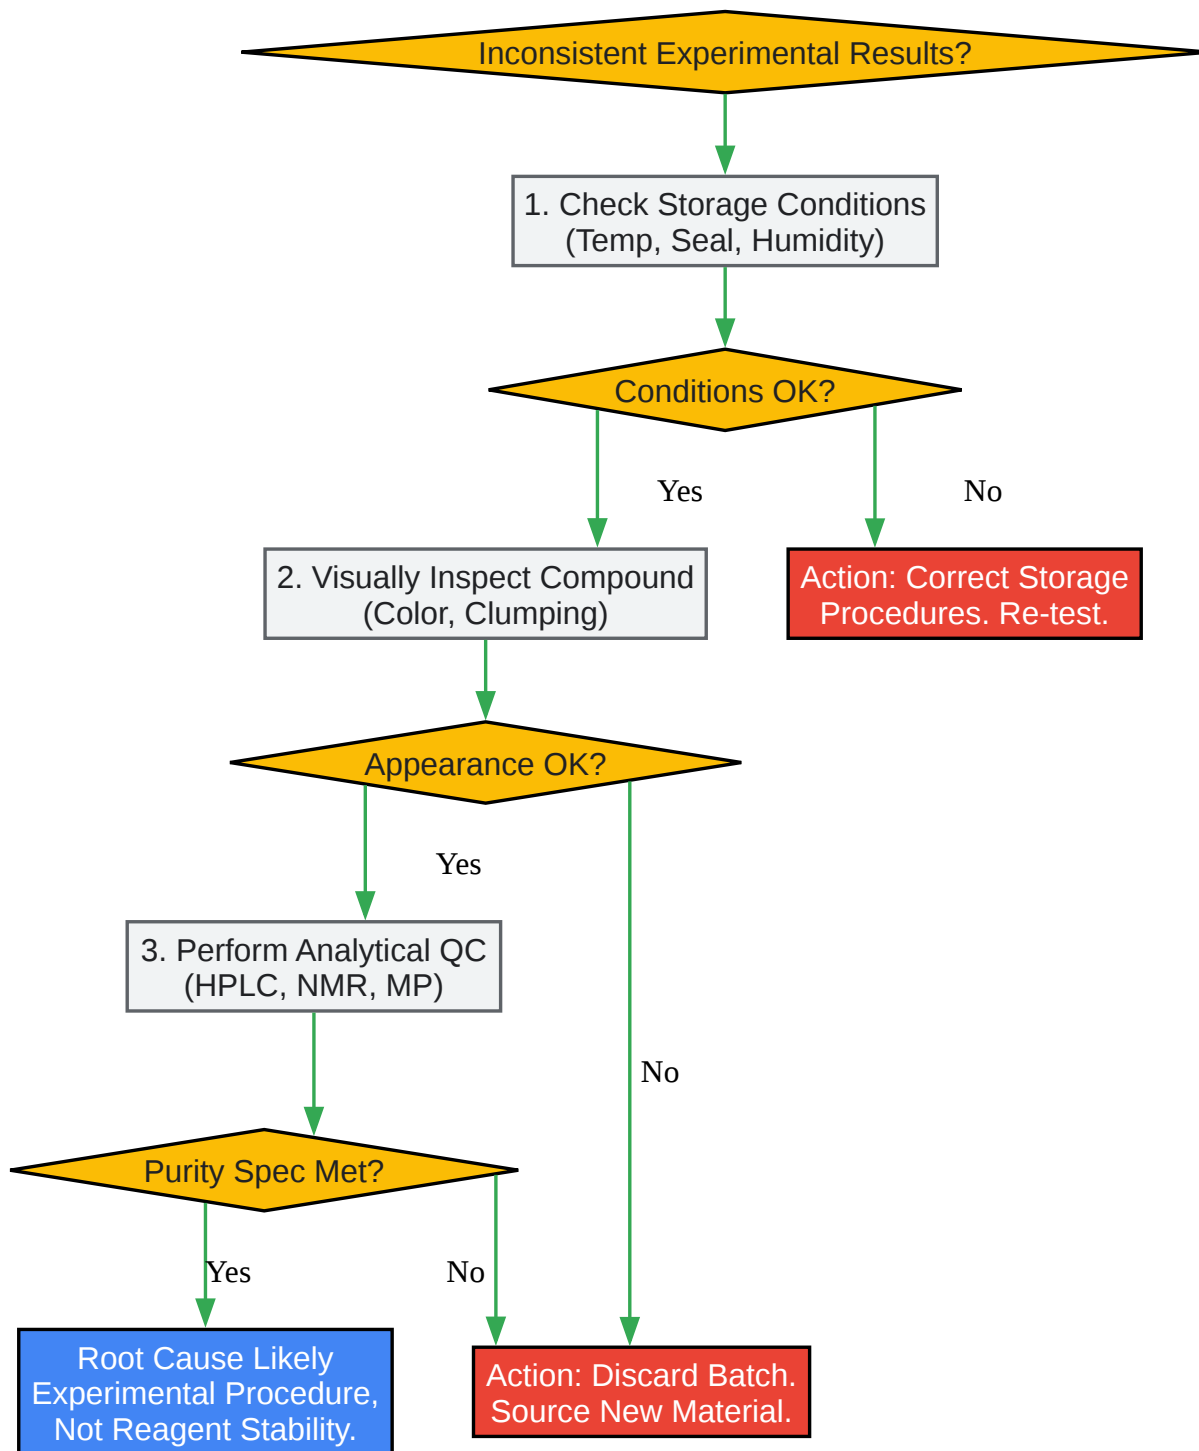 Inconsistent Experimental Results?
1. Check Storage Conditions
(Temp, Seal, Humidity)
Conditions OK?
Yes
No
2. Visually Inspect Compound
(Color, Clumping)
Action: Correct Storage
Procedures. Re-test.
Appearance OK?
Yes
3. Perform Analytical QC
(HPLC, NMR, MP)
No
Purity Spec Met?
Yes
No
Root Cause Likely
Experimental Procedure,
Not Reagent Stability.
Action: Discard Batch.
Source New Material.